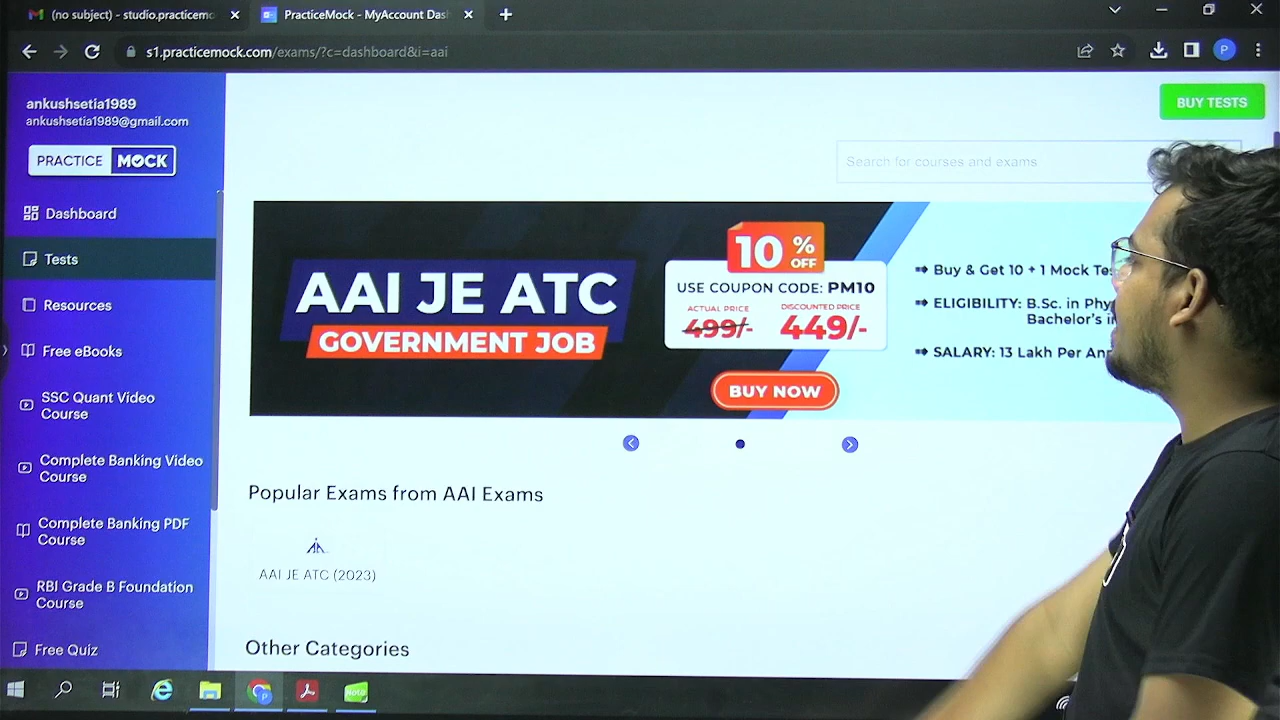 (no subject) - studio.practicemo
PracticeMock - MyAccount Das
s1.practicemock.com/exams/?c=dashboard&i=aai
P
ankushsetia1989
ankushsetia1989@gmail.com
PRACTICE MOCK
Dashboard
Tests
Resources
Free eBooks
SSC Quant Video
Course
Complete Banking Video
Course
Complete Banking PDF
Course
RBI Grade B Foundation
Course
Free Quiz
BUY TESTS
Search for courses and exams
AAI JE ATC
GOVERNMENT JOB
10 % OFF
USE COUPON CODE: PM10
ACTUAL PRICE DISCOUNTED PRICE
499/- 449/-
BUY NOW
Buy & Get 10 + 1 Mock Tes
ELIGIBILITY: B.Sc. in Phy
Bachelor's in
SALARY: 13 Lakh Per Ann
Popular Exams from AAI Exams
AAI JE ATC (2023)
Other Categories